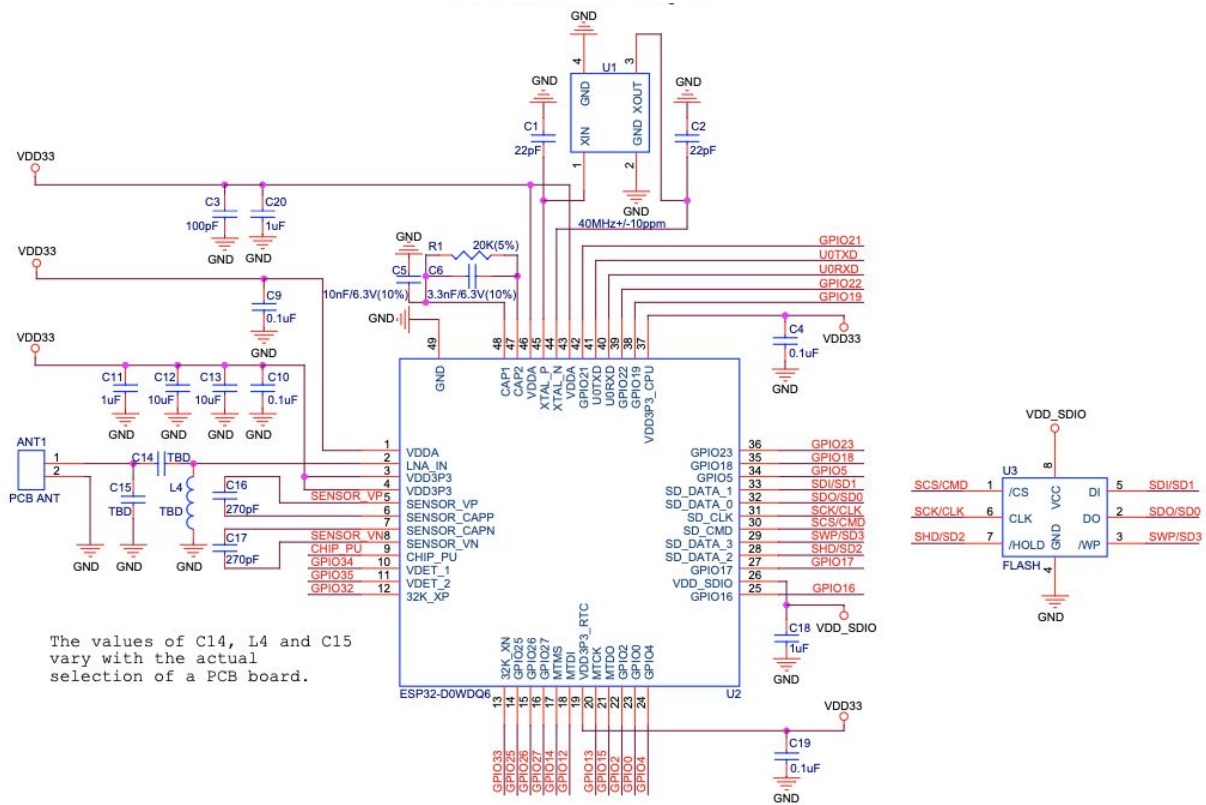 GND
4
3
U1
GND
XOUT
XIN
GND
1
2
GND
GND
C1
22pF
GND
C2
22pF
40MHz+/-10ppm
VDD33
C3
100pF
GND
C20
1uF
GND
VDD33
C9
0.1uF
GND
GND
R1
20K(5%)
C5
C6
10nF/6.3V(10%)
3.3nF/6.3V(10%)
GND
GPIO21
U0TXD
U0RXD
GPIO22
GPIO19
VDD33
C4
0.1uF
GND
VDD33
C11
1uF
GND
C12
10uF
GND
C13
10uF
GND
C10
0.1uF
GND
49
48
47
46
45
44
43
42
41
40
39
38
37
GND
CAP1
CAP2
VDDA
XTAL_P
XTAL_N
VDDA
GPIO21
U0TXD
U0RXD
GPIO22
GPIO19
VDD3P3_CPU
ANT1
1
2
PCB ANT
GND
C14
TBD
C15
TBD
GND
L4
TBD
GND
C16
270pF
C17
270pF
SENSOR_VP
SENSOR_VN
CHIP_PU
GPIO34
GPIO35
GPIO32
1 VDDA
2 LNA_IN
3 VDD3P3
4 VDD3P3
5 SENSOR_VP
6 SENSOR_CAPP
7 SENSOR_CAPN
8 SENSOR_VN
9 CHIP_PU
10 VDET_1
11 VDET_2
12 32K_XP
GPIO23 36 GPIO23
GPIO18 35 GPIO18
GPIO5 34 GPIO5
SD_DATA_1 33 SDI/SD1
SD_DATA_0 32 SDO/SD0
SD_CLK 31 SCK/CLK
SD_CMD 30 SCS/CMD
SD_DATA_3 29 SWP/SD3
SD_DATA_2 28 SHD/SD2
GPIO17 27 GPIO17
VDD_SDIO 26
GPIO16 25 GPIO16
VDD_SDIO
C18
1uF
GND
32K_XN
GPIO25
GPIO26
GPIO27
MTMS
MTDI
VDD3P3_RTC
MTCK
MTDO
GPIO2
GPIO0
GPIO4
ESP32-D0WDQ6
U2
13
14
15
16
17
18
19
20
21
22
23
24
GPIO33
GPIO25
GPIO26
GPIO27
GPIO14
GPIO12
GPIO13
GPIO15
GPIO2
GPIO0
GPIO4
VDD33
C19
0.1uF
GND
VDD_SDIO
8
U3
SCS/CMD 1 /CS
SCK/CLK 6 CLK
SHD/SD2 7 /HOLD
VCC
GND
DI 5 SDI/SD1
DO 2 SDO/SD0
/WP 3 SWP/SD3
FLASH
4
GND
The values of C14, L4 and C15
vary with the actual
selection of a PCB board.